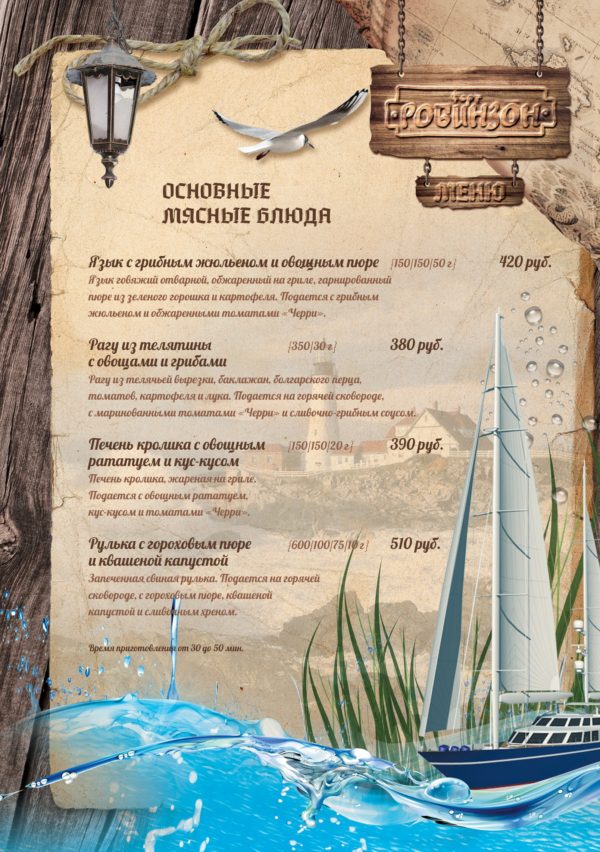 РОБИНЗОН
МЕНЮ
ОСНОВНЫЕ
МЯСНЫЕ БЛЮДА
Язык с грибным жюльеном и овощным пюре {150/150/50 г} 420 руб.
Язык говяжий отварной, обжаренный на гриле, гарнированный
пюре из зеленого горошка и картофеля. Подается с грибным
жюльеном и обжаренными томатами «Черри».
Рагу из телятины {350/30 г} 380 руб.
с овощами и грибами
Рагу из телячьей вырезки, баклажан, болгарского перца,
томатов, картофеля и лука. Подается на горячей сковороде,
с маринованными томатами «Черри» и сливочно-грибным соусом.
Печень кролика с овощным {150/150/20 г} 390 руб.
рататуем и кус-кусом
Печень кролика, жареная на гриле.
Подается с овощным рататуем,
кус-кусом и томатами «Черри».
Рулька с гороховым пюре {600/100/75/10 г} 510 руб.
и квашеной капустой
Запеченная свиная рулька. Подается на горячей
сковороде, с гороховым пюре, квашеной
капустой и сливочным хреном.
Время приготовления от 30 до 50 мин.